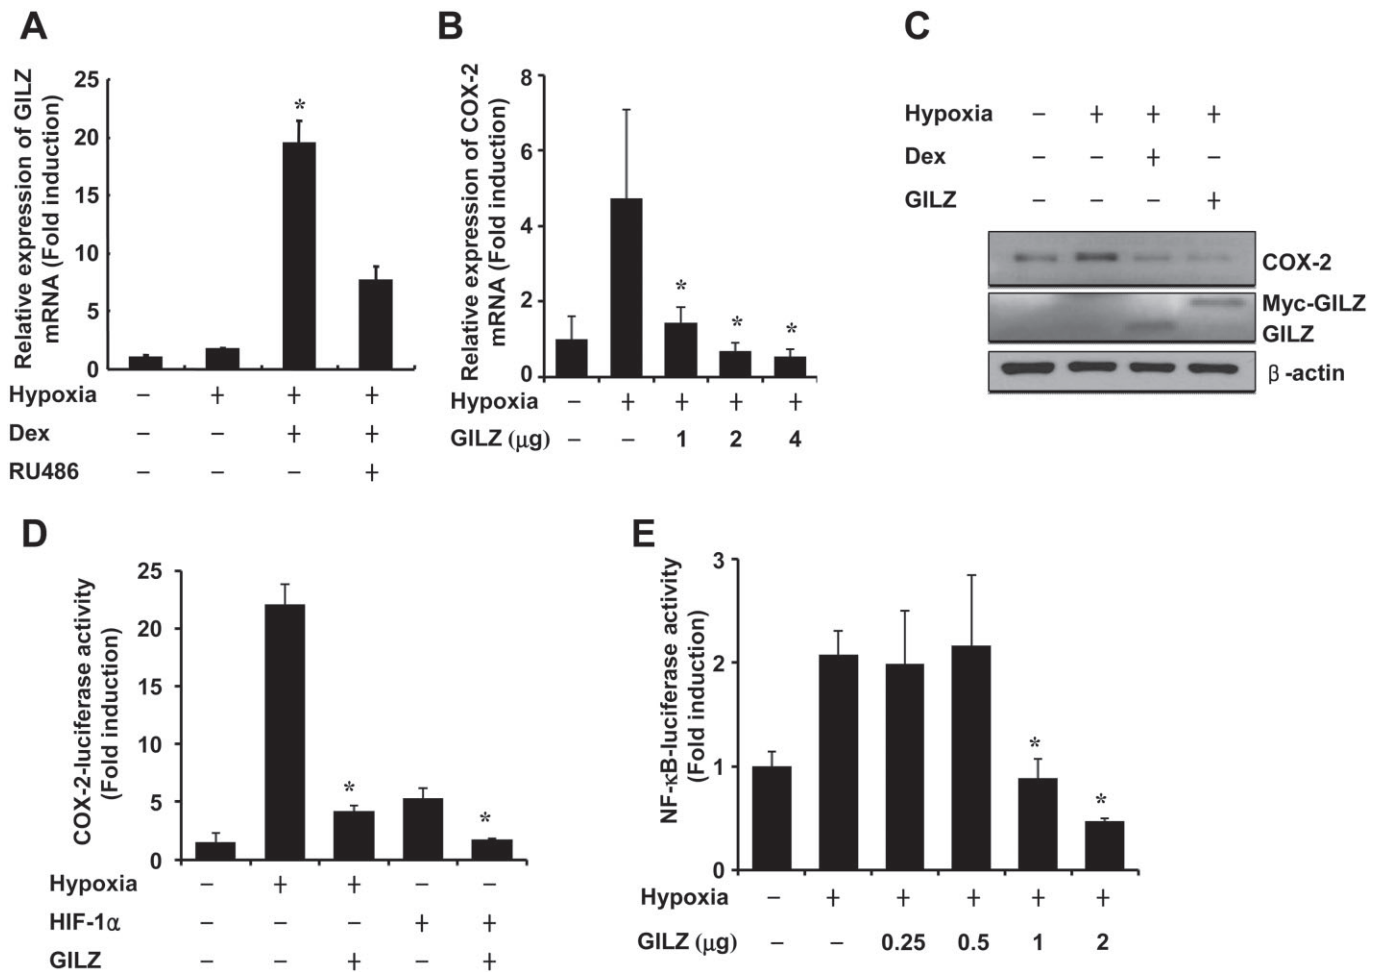 A
Relative expression of GILZ
mRNA (Fold induction)
25
20
15
10
5
0
*
Hypoxia – + + +
Dex – – + +
RU486 – – – +
B
Relative expression of COX-2
mRNA (Fold induction)
8
6
4
2
0
* * *
Hypoxia – + + + +
GILZ (μg) – – 1 2 4
C
Hypoxia – + + +
Dex – – + –
GILZ – – – +
COX-2
Myc-GILZ
GILZ
β-actin
D
COX-2-luciferase activity
(Fold induction)
25
20
15
10
5
0
* *
Hypoxia – + + – –
HIF-1α – – – + +
GILZ – – + – +
E
NF-κB-luciferase activity
(Fold induction)
3
2
1
0
* *
Hypoxia – + + + + +
GILZ (μg) – – 0.25 0.5 1 2